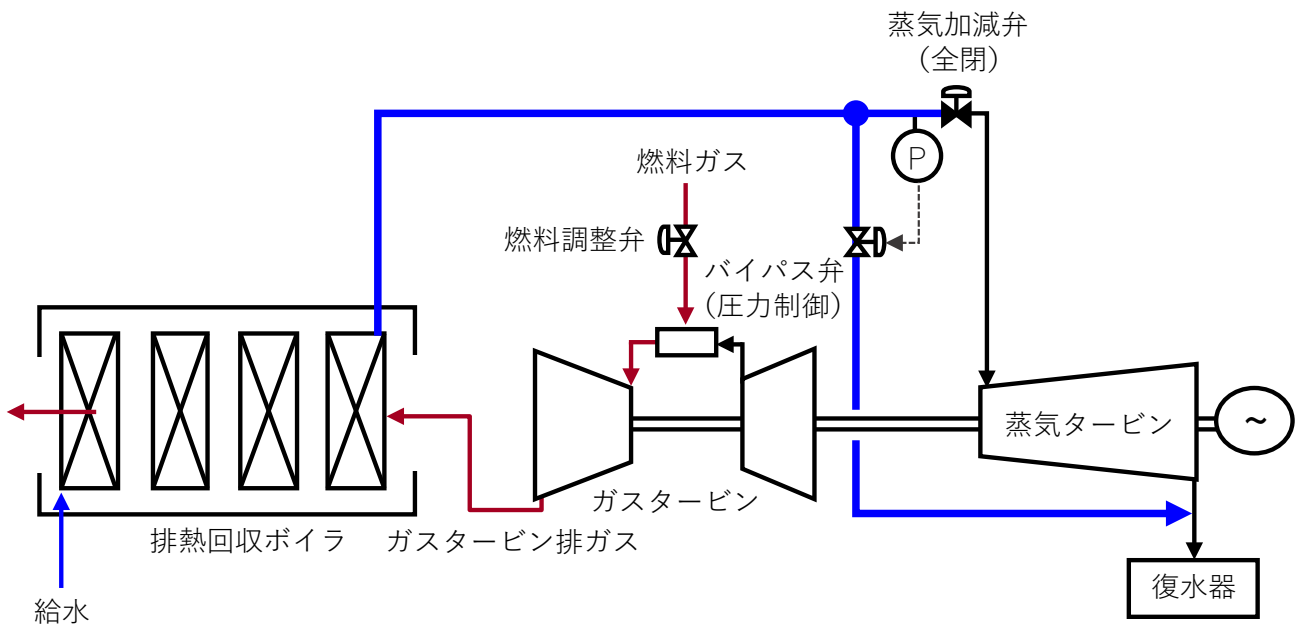 蒸気加減弁
（全閉）
P
燃料ガス
燃料調整弁
バイパス弁
（圧力制御）
蒸気タービン
~
ガスタービン
排熱回収ボイラ
ガスタービン排ガス
復水器
給水